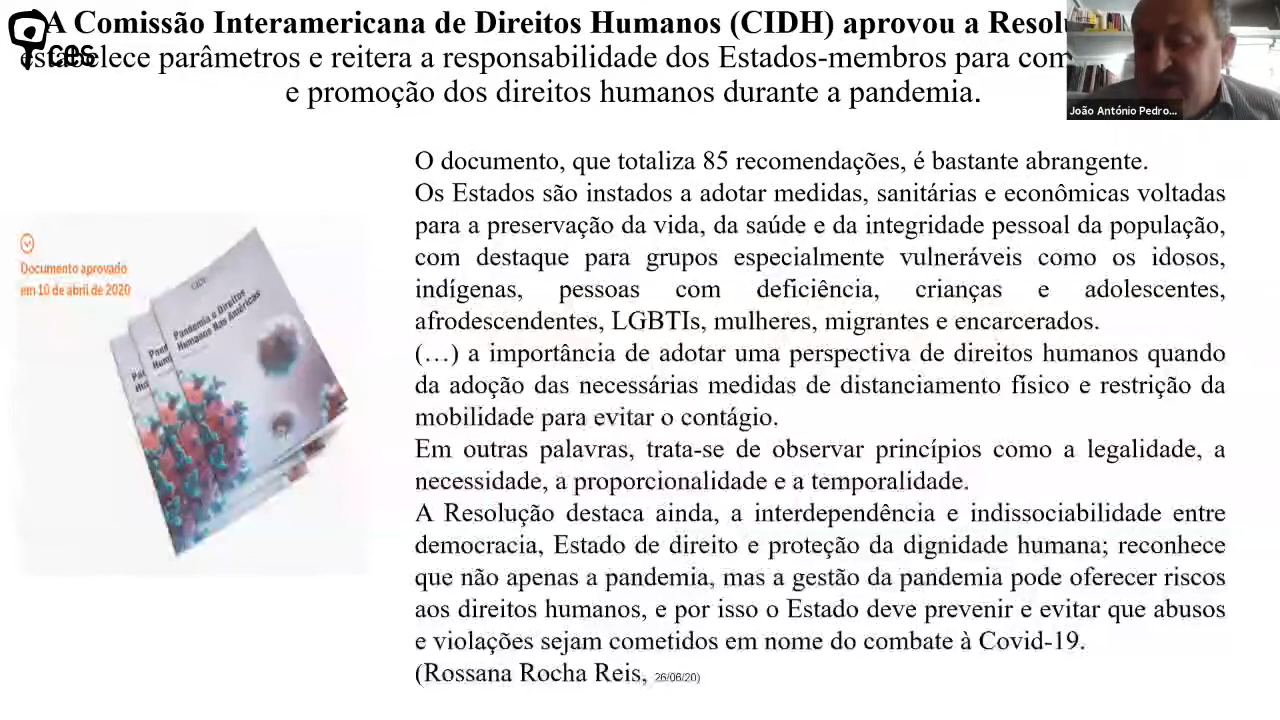 A Comissão Interamericana de Direitos Humanos (CIDH) aprovou a Resol
estabelece parâmetros e reitera a responsabilidade dos Estados-membros para com
e promoção dos direitos humanos durante a pandemia.
ces
João António Pedro...
O documento, que totaliza 85 recomendações, é bastante abrangente.
Os Estados são instados a adotar medidas, sanitárias e econômicas voltadas
para a preservação da vida, da saúde e da integridade pessoal da população,
com destaque para grupos especialmente vulneráveis como os idosos,
indígenas, pessoas com deficiência, crianças e adolescentes,
afrodescendentes, LGBTIs, mulheres, migrantes e encarcerados.
(…) a importância de adotar uma perspectiva de direitos humanos quando
da adoção das necessárias medidas de distanciamento físico e restrição da
mobilidade para evitar o contágio.
Em outras palavras, trata-se de observar princípios como a legalidade, a
necessidade, a proporcionalidade e a temporalidade.
A Resolução destaca ainda, a interdependência e indissociabilidade entre
democracia, Estado de direito e proteção da dignidade humana; reconhece
que não apenas a pandemia, mas a gestão da pandemia pode oferecer riscos
aos direitos humanos, e por isso o Estado deve prevenir e evitar que abusos
e violações sejam cometidos em nome do combate à Covid-19.
(Rossana Rocha Reis, 26/06/20)
Documento aprovado
em 10 de abril de 2020
CIDH
Pandemia e Direitos
Humanos Nas Américas